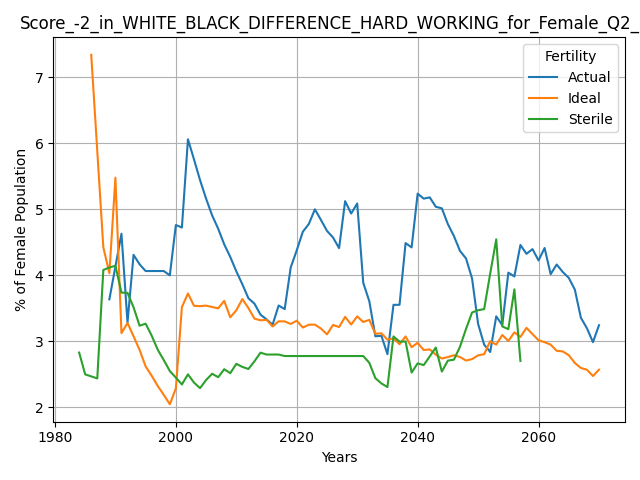 Score_-2_in_WHITE_BLACK_DIFFERENCE_HARD_WORKING_for_Female_Q2_
Fertility
Actual
Ideal
Sterile
% of Female Population
7
6
5
4
3
2
1980
2000
2020
2040
2060
Years